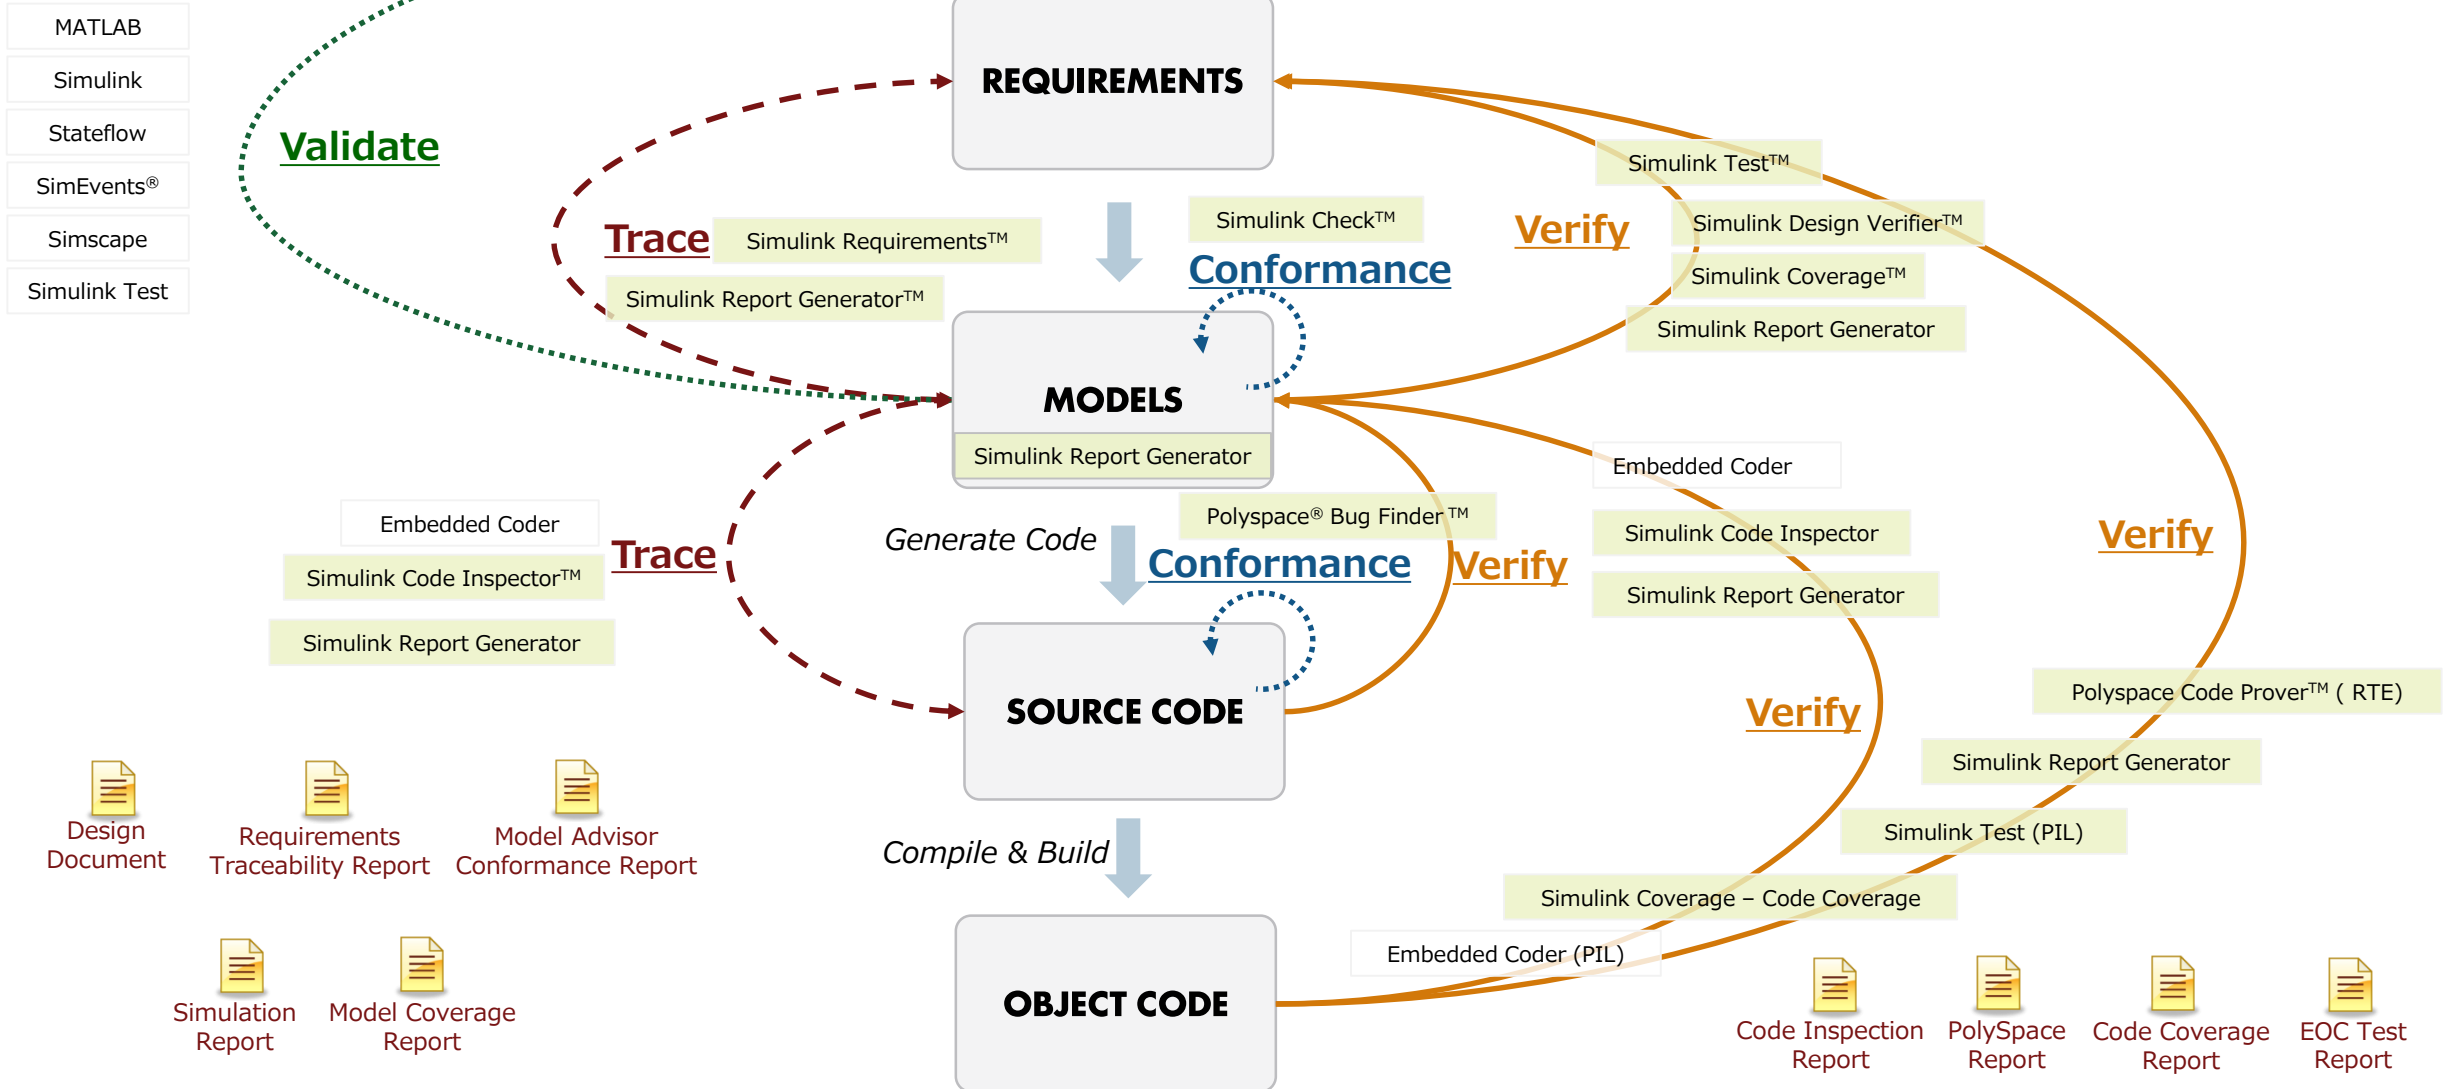 MATLAB
Simulink
Stateflow
SimEvents®
Simscape
Simulink Test
Validate
REQUIREMENTS
Trace
Simulink Requirements™
Simulink Report Generator™
Simulink Check™
Conformance
Verify
Simulink Test™
Simulink Design Verifier™
Simulink Coverage™
Simulink Report Generator
MODELS
Simulink Report Generator
Embedded Coder
Simulink Code Inspector™
Simulink Report Generator
Trace
Generate Code
Polyspace® Bug Finder ™
Conformance
Verify
Embedded Coder
Simulink Code Inspector
Simulink Report Generator
Verify
Verify
SOURCE CODE
Polyspace Code Prover™ ( RTE)
Simulink Report Generator
Simulink Test (PIL)
Simulink Coverage – Code Coverage
Embedded Coder (PIL)
Compile & Build
OBJECT CODE
Design
Document
Requirements
Traceability Report
Model Advisor
Conformance Report
Simulation
Report
Model Coverage
Report
Code Inspection
Report
PolySpace
Report
Code Coverage
Report
EOC Test
Report